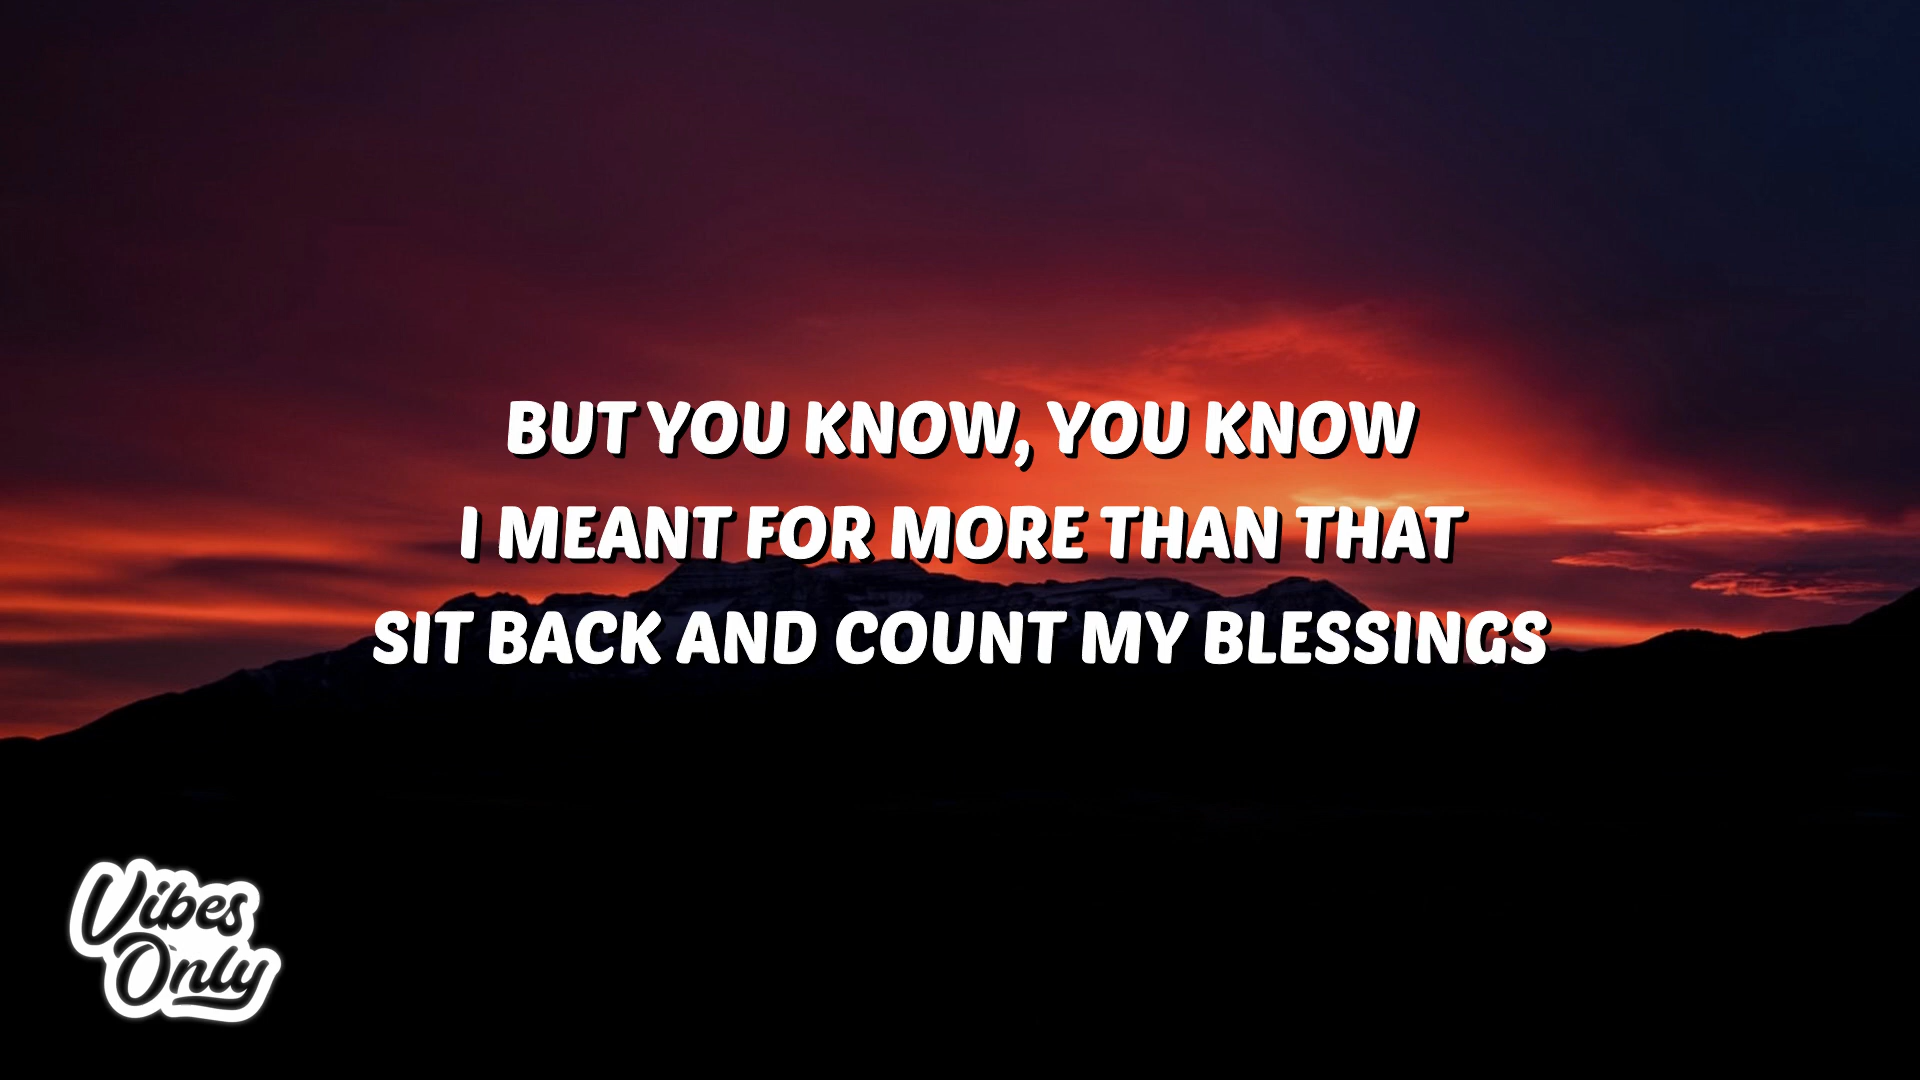 BUT YOU KNOW, YOU KNOW
I MEANT FOR MORE THAN THAT
SIT BACK AND COUNT MY BLESSINGS
Vibes
Only